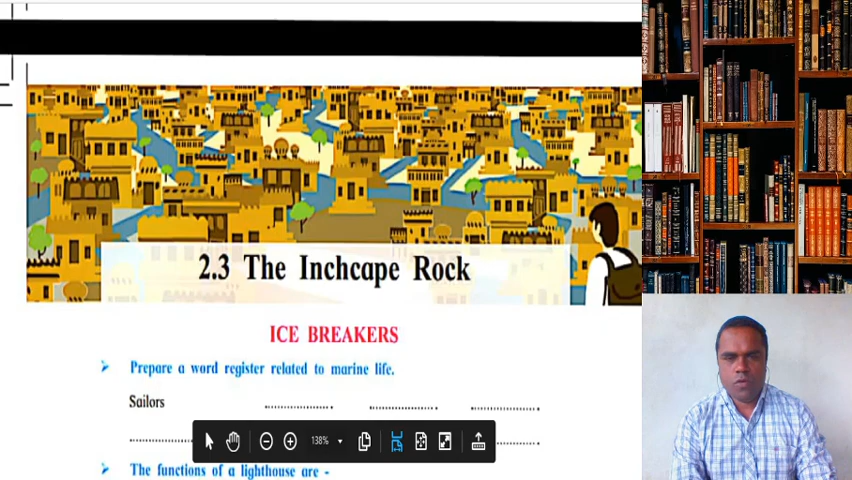 2.3 The Inchcape Rock
ICE BREAKERS
➢ Prepare a word register related to marine life.
Sailors .................... .................... ....................
.................... ....................
138%
➢ The functions of a lighthouse are -